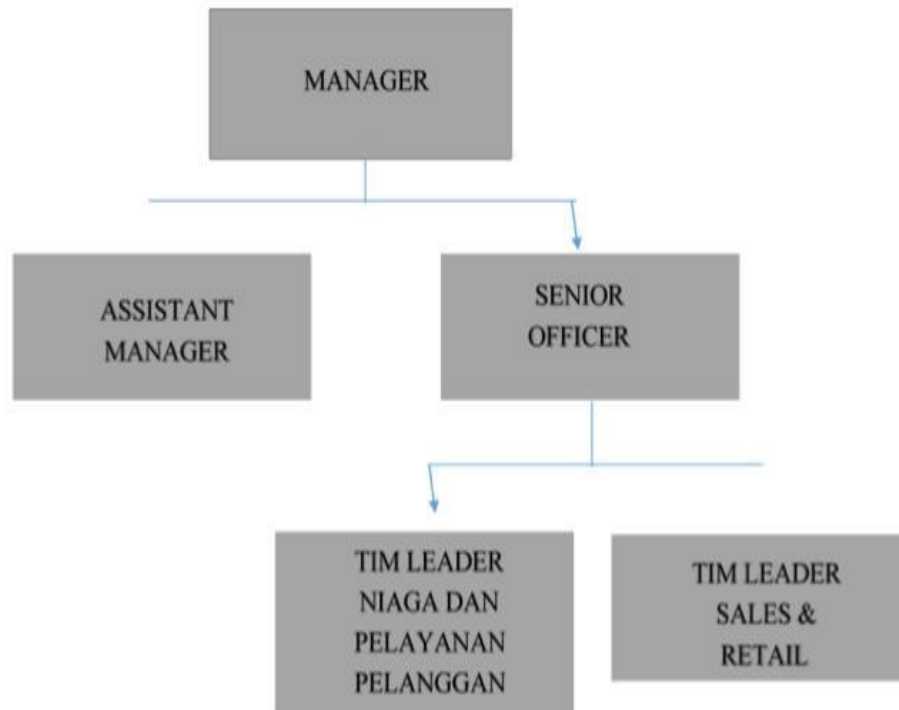 MANAGER
ASSISTANT
MANAGER
SENIOR
OFFICER
TIM LEADER
NIAGA DAN
PELAYANAN
PELANGGAN
TIM LEADER
SALES &
RETAIL